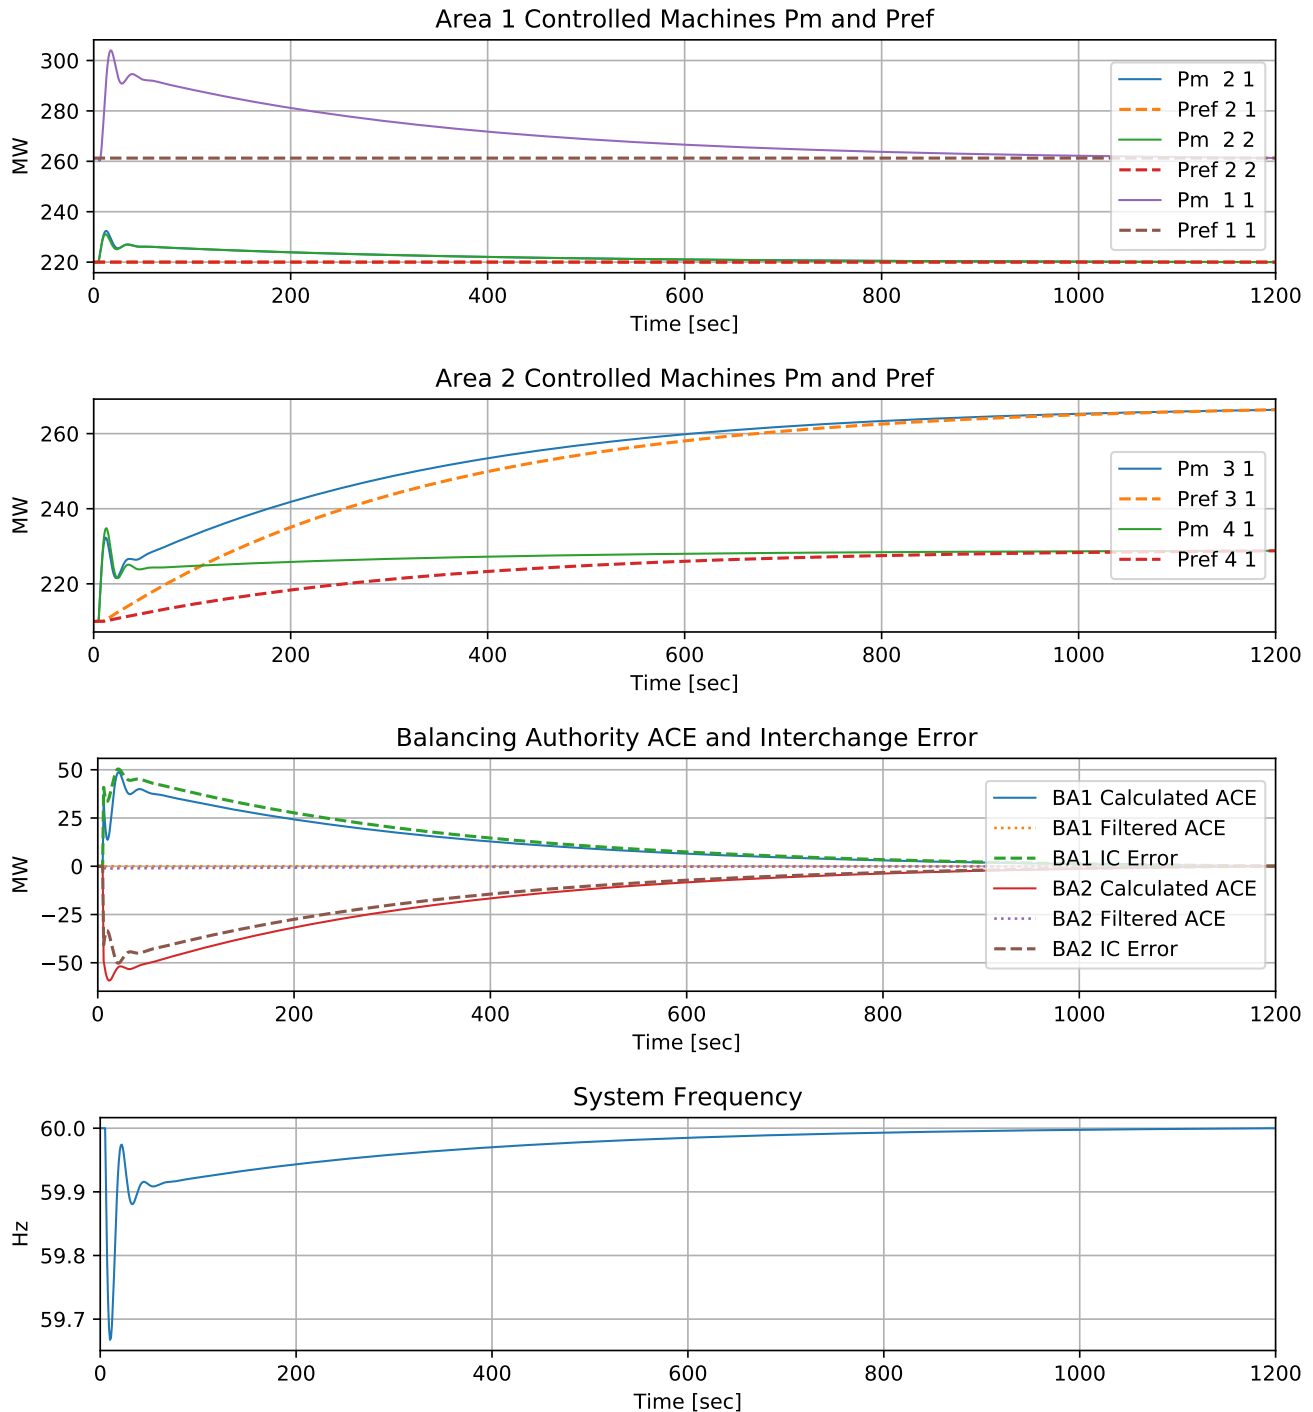 Area 1 Controlled Machines Pm and Pref
300
280
260
240
220
MW
Pm 2 1
Pref 2 1
Pm 2 2
Pref 2 2
Pm 1 1
Pref 1 1
0 200 400 600 800 1000 1200
Time [sec]
Area 2 Controlled Machines Pm and Pref
260
240
220
MW
Pm 3 1
Pref 3 1
Pm 4 1
Pref 4 1
0 200 400 600 800 1000 1200
Time [sec]
Balancing Authority ACE and Interchange Error
50
25
0
−25
−50
MW
BA1 Calculated ACE
BA1 Filtered ACE
BA1 IC Error
BA2 Calculated ACE
BA2 Filtered ACE
BA2 IC Error
0 200 400 600 800 1000 1200
Time [sec]
System Frequency
60.0
59.9
59.8
59.7
Hz
0 200 400 600 800 1000 1200
Time [sec]